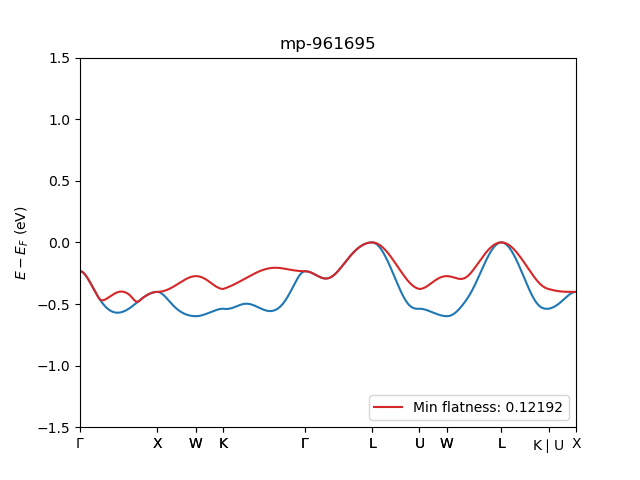 mp-961695
E − E_F (eV)
1.5
1.0
0.5
0.0
−0.5
−1.0
−1.5
Min flatness: 0.12192
Γ X W K Γ L U W L K | U X